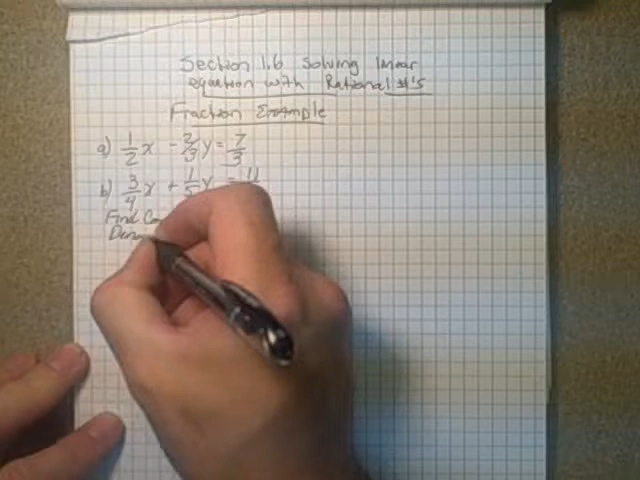 Section 1.6 Solving linear
equation with Rational #'s
Fraction Example
a) 1/2 x - 2/3 y = 7/3
b) 3/4 x + 1/5 y = 11
Find